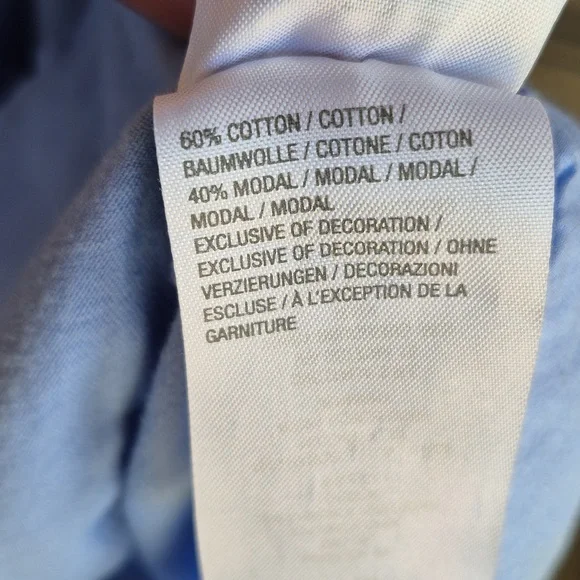 60% COTTON / COTTON /
BAUMWOLLE / COTONE / COTON
40% MODAL / MODAL / MODAL /
MODAL / MODAL
EXCLUSIVE OF DECORATION /
EXCLUSIVE OF DECORATION / OHNE
VERZIERUNGEN / DECORAZIONI
ESCLUSE / À L'EXCEPTION DE LA
GARNITURE